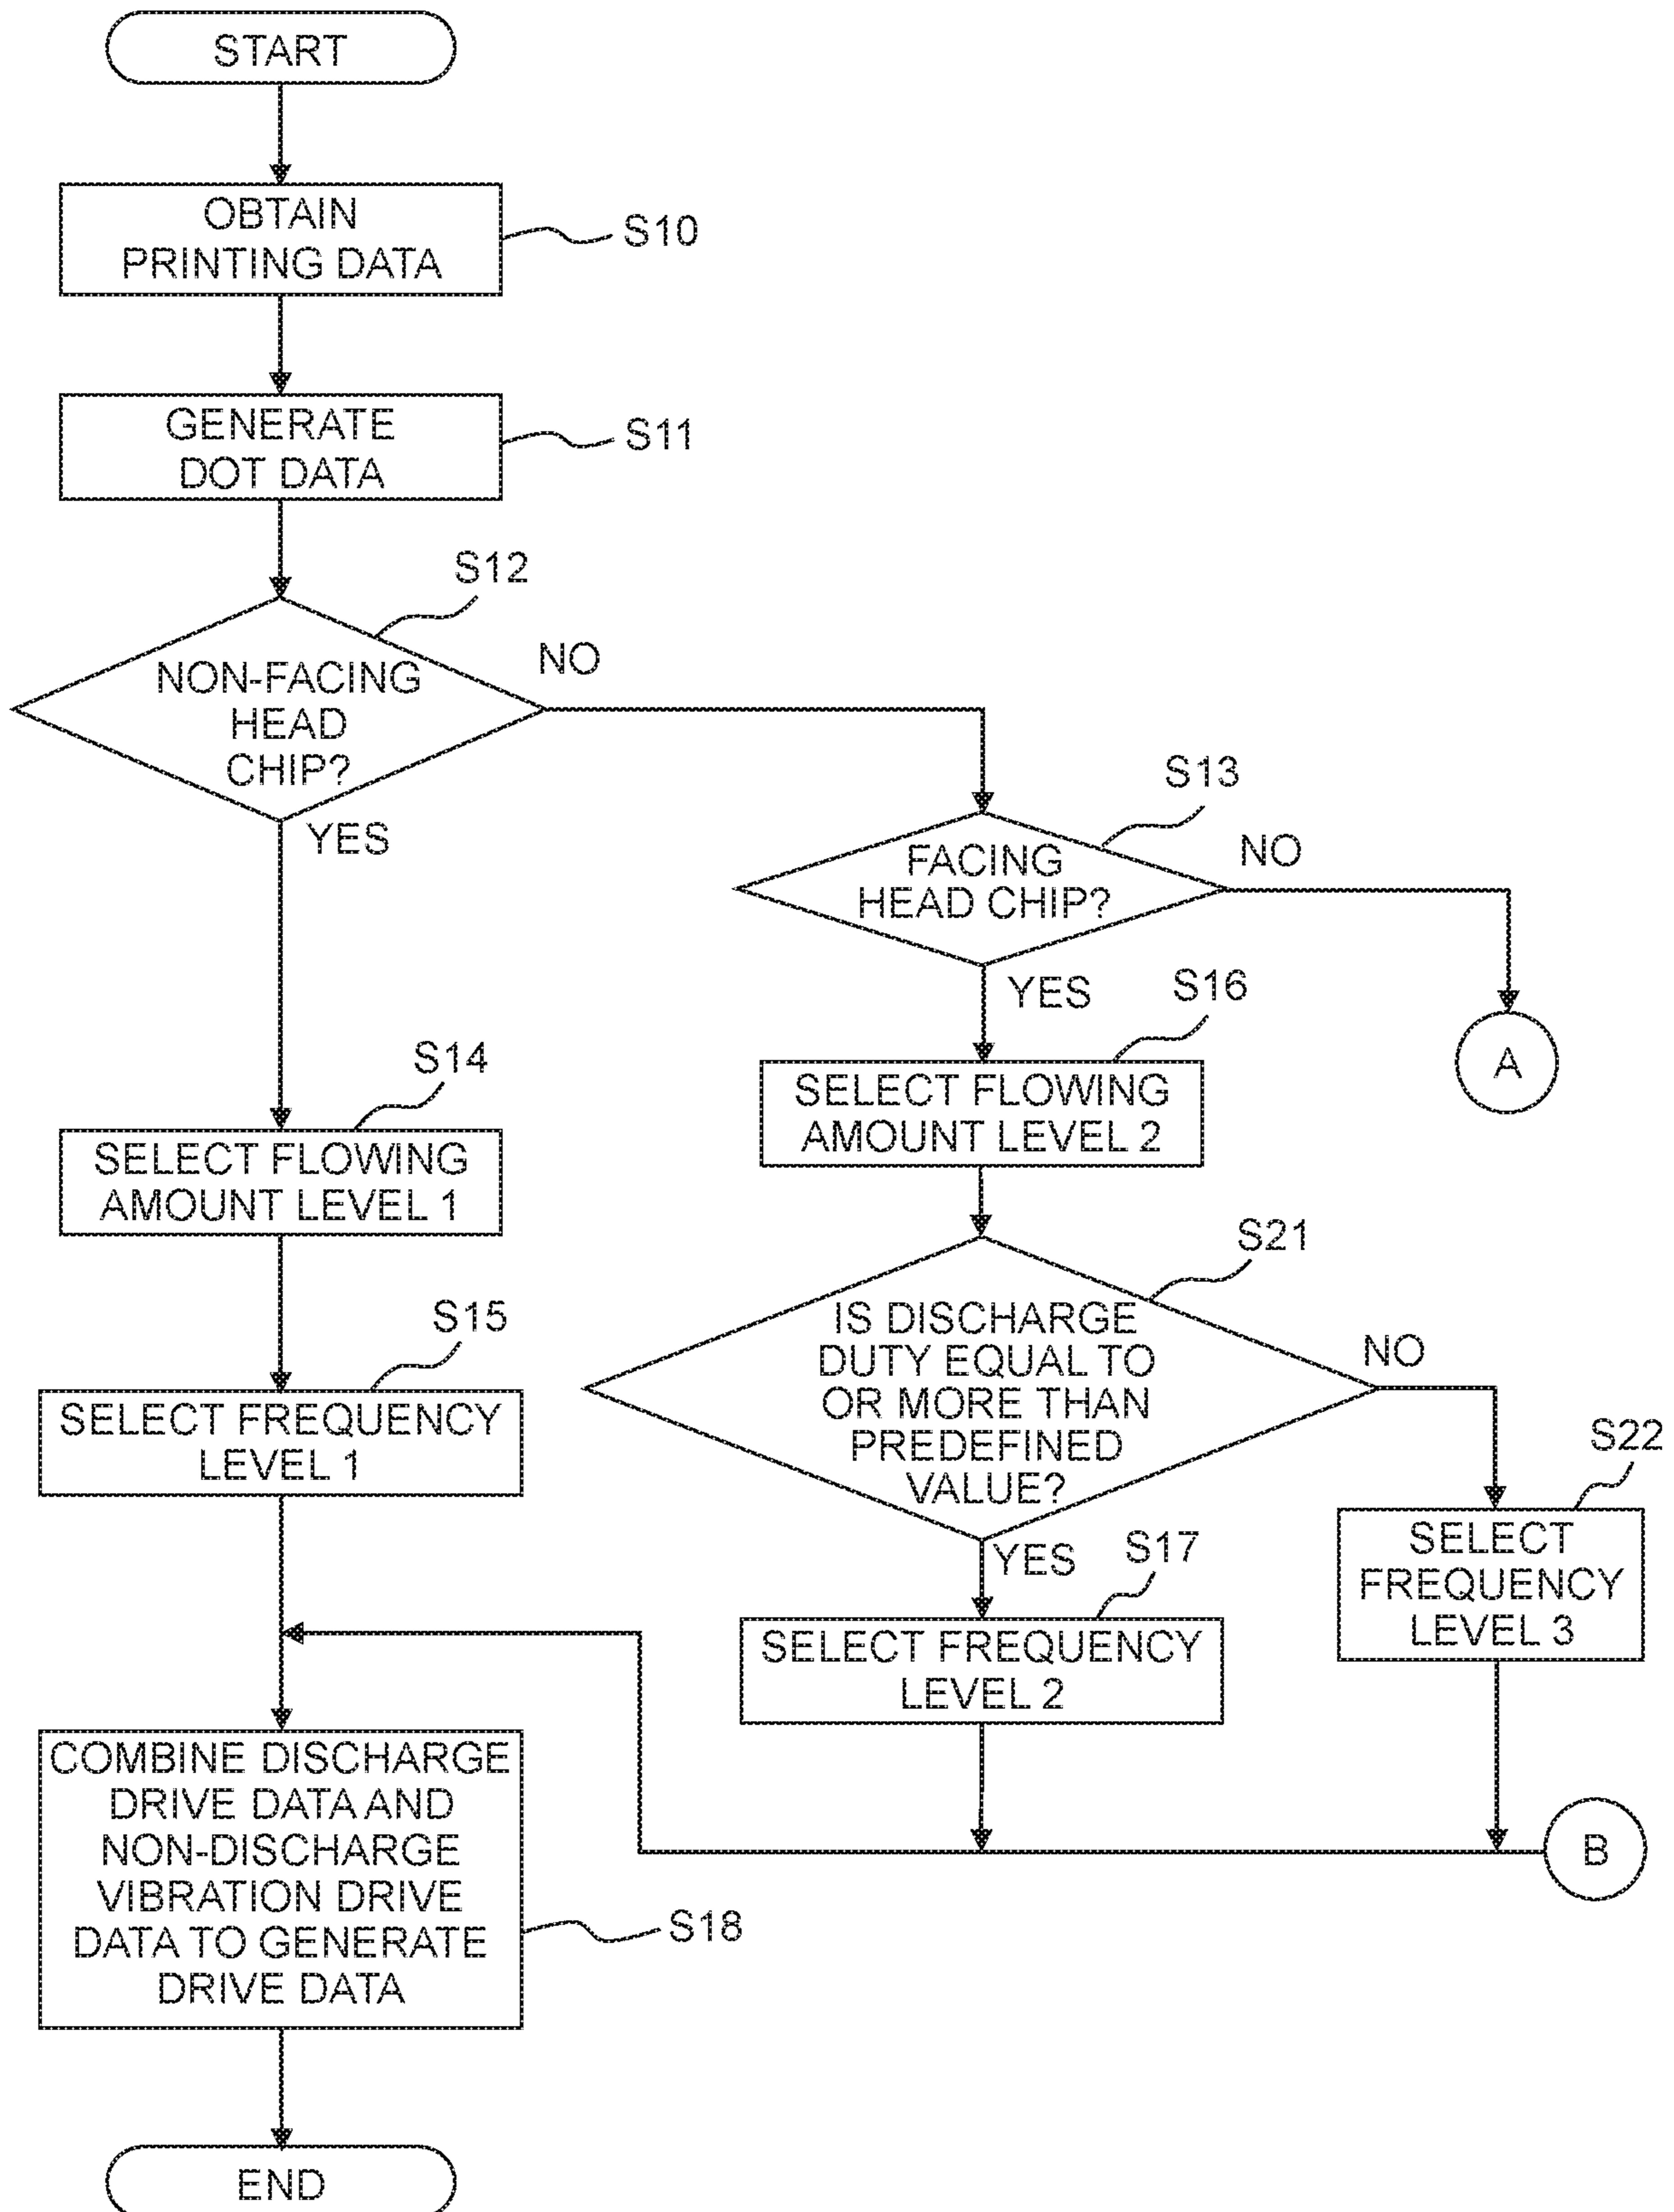 START
OBTAIN
PRINTING DATA
S10
GENERATE
DOT DATA
S11
S12
NON-FACING
HEAD
CHIP?
NO
YES
S13
FACING
HEAD CHIP?
NO
YES
A
S14
SELECT FLOWING
AMOUNT LEVEL 1
S16
SELECT FLOWING
AMOUNT LEVEL 2
S15
SELECT FREQUENCY
LEVEL 1
S21
IS DISCHARGE
DUTY EQUAL TO
OR MORE THAN
PREDEFINED
VALUE?
NO
YES
S22
SELECT
FREQUENCY
LEVEL 3
S17
SELECT FREQUENCY
LEVEL 2
B
COMBINE DISCHARGE
DRIVE DATA AND
NON-DISCHARGE
VIBRATION DRIVE
DATA TO GENERATE
DRIVE DATA
S18
END